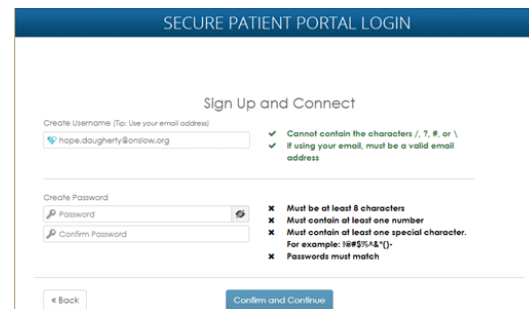 SECURE PATIENT PORTAL LOGIN
Sign Up and Connect
Create Username (Tip: Use your email address)
hope.daugherty@onslow.org
✔ Cannot contain the characters /, ?, #, or \
✔ If using your email, must be a valid email
address
Create Password
Password
Confirm Password
✖ Must be at least 8 characters
✖ Must contain at least one number
✖ Must contain at least one special character.
For example: !@#$%^&*()-
✖ Passwords must match
« Back
Confirm and Continue